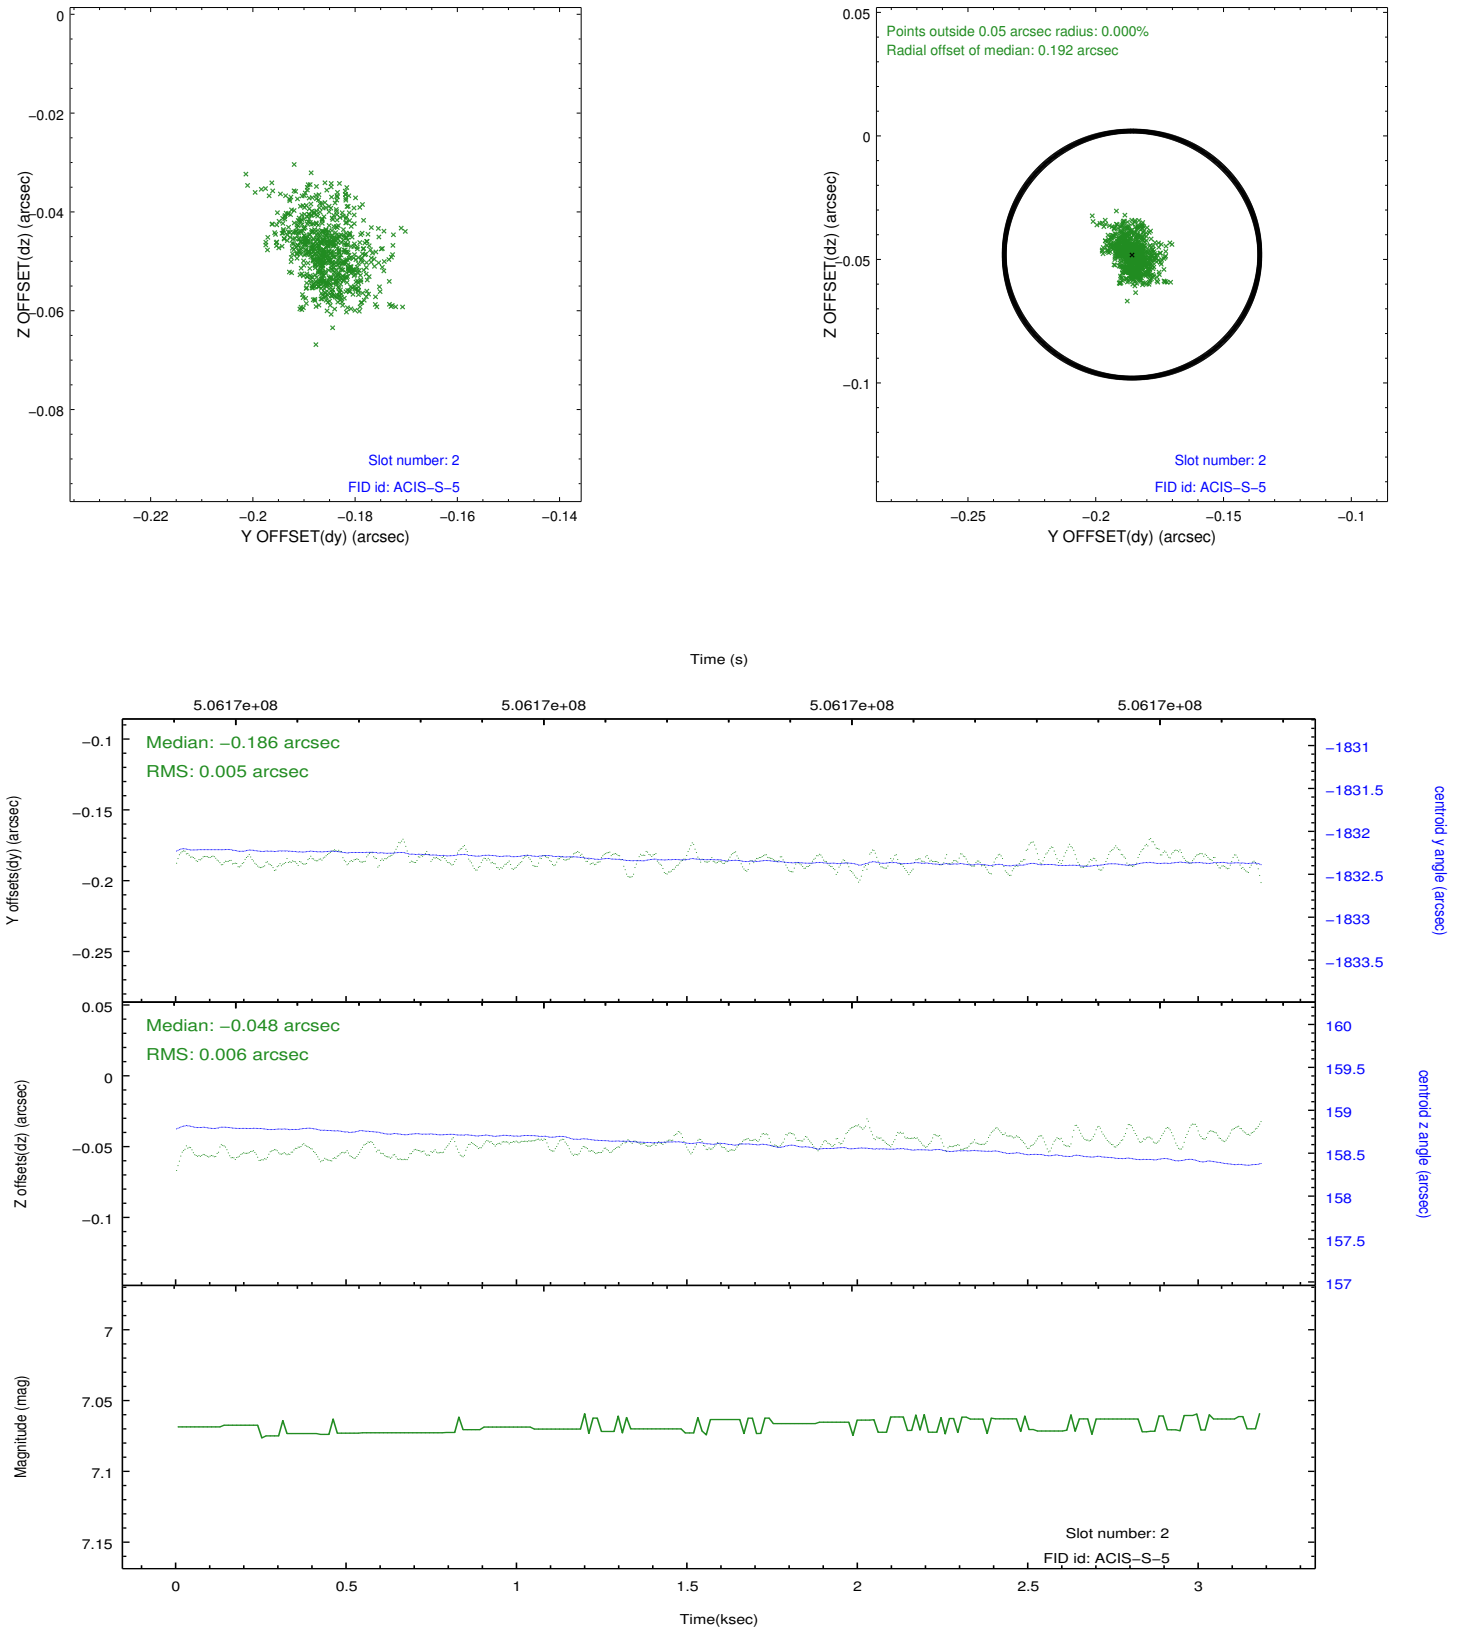 0
−0.02
−0.04
−0.06
−0.08
Z OFFSET(dz) (arcsec)
Slot number: 2
FID id: ACIS−S−5
−0.22 −0.2 −0.18 −0.16 −0.14
Y OFFSET(dy) (arcsec)
0.05
0
−0.05
−0.1
Z OFFSET(dz) (arcsec)
Points outside 0.05 arcsec radius: 0.000%
Radial offset of median: 0.192 arcsec
Slot number: 2
FID id: ACIS−S−5
−0.25 −0.2 −0.15 −0.1
Y OFFSET(dy) (arcsec)
Time (s)
5.0617e+08 5.0617e+08 5.0617e+08 5.0617e+08
−0.1
−0.15
−0.2
−0.25
Y offsets(dy) (arcsec)
Median: −0.186 arcsec
RMS: 0.005 arcsec
−1831
−1831.5
−1832
−1832.5
−1833
−1833.5
centroid y angle (arcsec)
0.05
0
−0.05
−0.1
Z offsets(dz) (arcsec)
Median: −0.048 arcsec
RMS: 0.006 arcsec
160
159.5
159
158.5
158
157.5
157
centroid z angle (arcsec)
7
7.05
7.1
7.15
Magnitude (mag)
Slot number: 2
FID id: ACIS−S−5
0 0.5 1 1.5 2 2.5 3
Time(ksec)